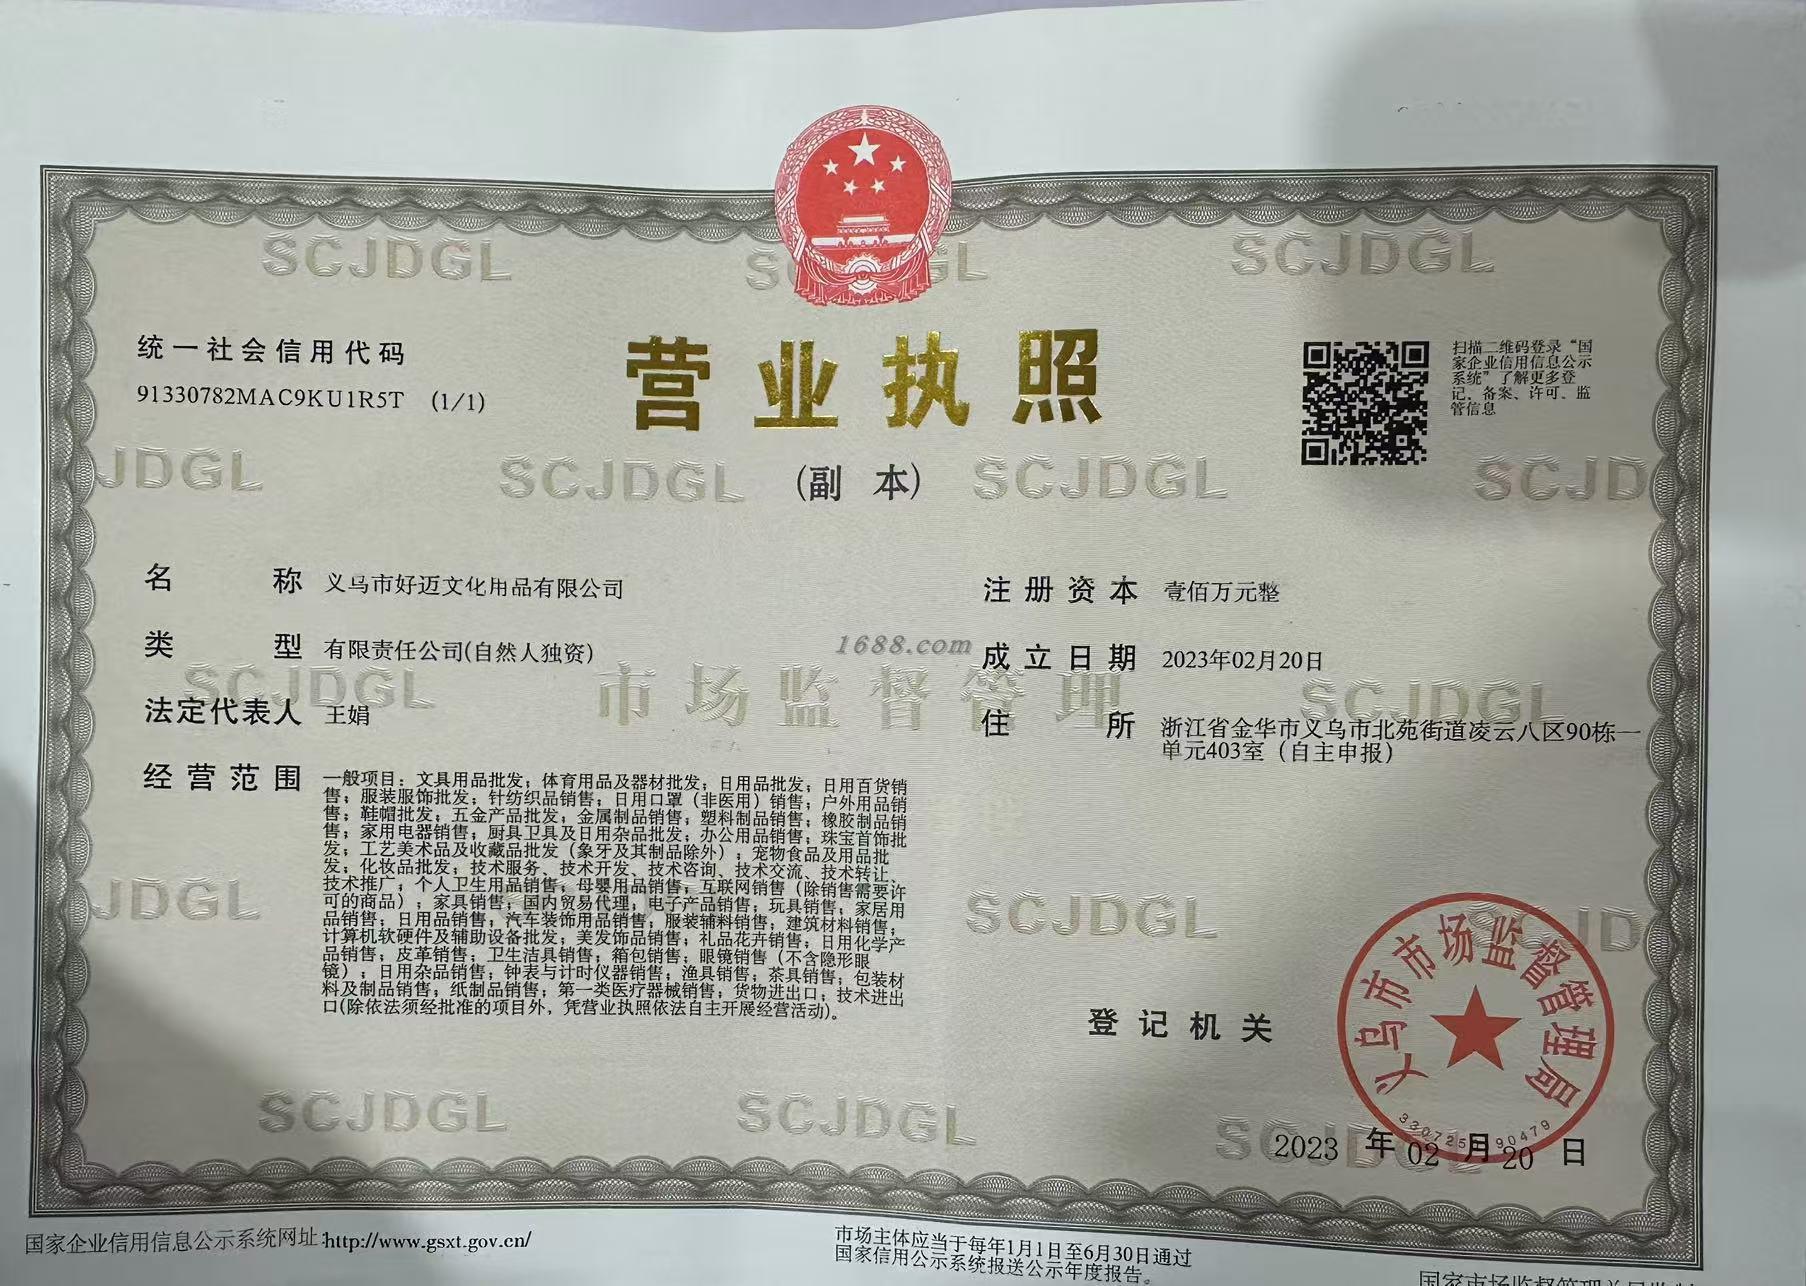 SCJDGL
SCJDGL
统一社会信用代码
91330782MAC9KU1R5T (1/1)
营业执照
(副 本)
扫描二维码登录“国
家企业信用信息公示
系统”了解更多登
记、备案、许可、监
管信息
JDGL
SCJDGL
SCJDGL
SCJD
名 称 义乌市好迈文化用品有限公司
类 型 有限责任公司(自然人独资)
法定代表人 王娟
经营范围 一般项目：文具用品批发；体育用品及器材批发；日用品批发；日用百货销
售；服装服饰批发；针纺织品销售；日用口罩（非医用）销售；户外用品销
售；鞋帽批发；五金产品批发；金属制品销售；塑料制品销售；橡胶制品销
售；家用电器销售；厨具卫具及日用杂品批发；办公用品销售；珠宝首饰批
发；工艺美术品及收藏品批发（象牙及其制品除外）；宠物食品及用品批
发；化妆品批发；技术服务、技术开发、技术咨询、技术交流、技术转让、
技术推广；个人卫生用品销售；母婴用品销售；互联网销售（除销售需要许
可的商品）；家具销售；国内贸易代理；电子产品销售；玩具销售；家居用
品销售；日用品销售；汽车装饰用品销售；服装辅料销售；建筑材料销售；
计算机软硬件及辅助设备批发；美发饰品销售；礼品花卉销售；日用化学产
品销售；皮革销售；卫生洁具销售；箱包销售；眼镜销售（不含隐形眼
镜）；日用杂品销售；钟表与计时仪器销售；渔具销售；茶具销售；包装材
料及制品销售；纸制品销售；第一类医疗器械销售；货物进出口；技术进出
口(除依法须经批准的项目外，凭营业执照依法自主开展经营活动)。
注册资本 壹佰万元整
成立日期 2023年02月20日
住 所 浙江省金华市义乌市北苑街道凌云八区90栋一
单元403室（自主申报）
1688.com
SCJDGL
市场监督管理
SCJDGL
JDGL
SCJDGL
登记机关
义乌市市场监督管理局
2023 年 02 月 20 日
SCJDGL
SCJDGL
国家企业信用信息公示系统网址:http://www.gsxt.gov.cn/
市场主体应当于每年1月1日至6月30日通过
国家信用公示系统报送公示年度报告。